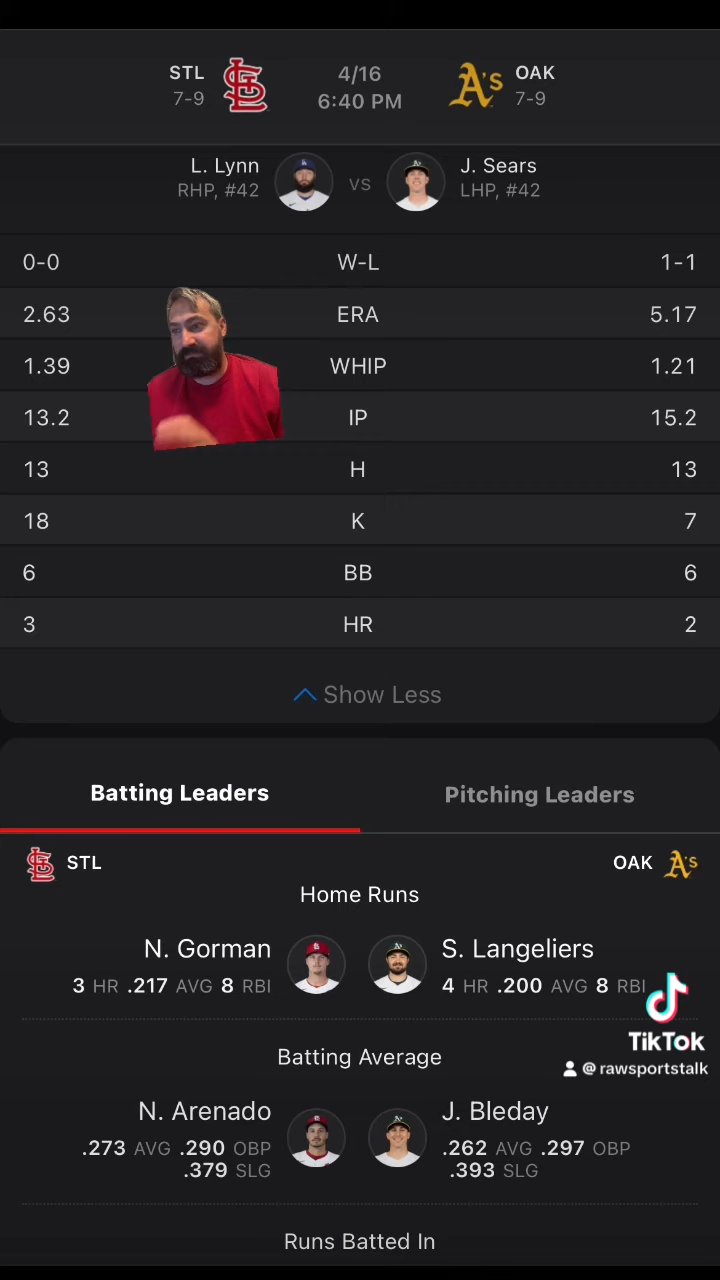 STL 4/16 OAK
7-9 6:40 PM 7-9
L. Lynn vs J. Sears
RHP, #42 LHP, #42
0-0 W-L 1-1
2.63 ERA 5.17
1.39 WHIP 1.21
13.2 IP 15.2
13 H 13
18 K 7
6 BB 6
3 HR 2
Show Less
Batting Leaders Pitching Leaders
STL OAK A's
Home Runs
N. Gorman S. Langeliers
3 HR .217 AVG 8 RBI 4 HR .200 AVG 8 RBI
TikTok
Batting Average
@rawsportstalk
N. Arenado J. Bleday
.273 AVG .290 OBP .262 AVG .297 OBP
.379 SLG .393 SLG
Runs Batted In